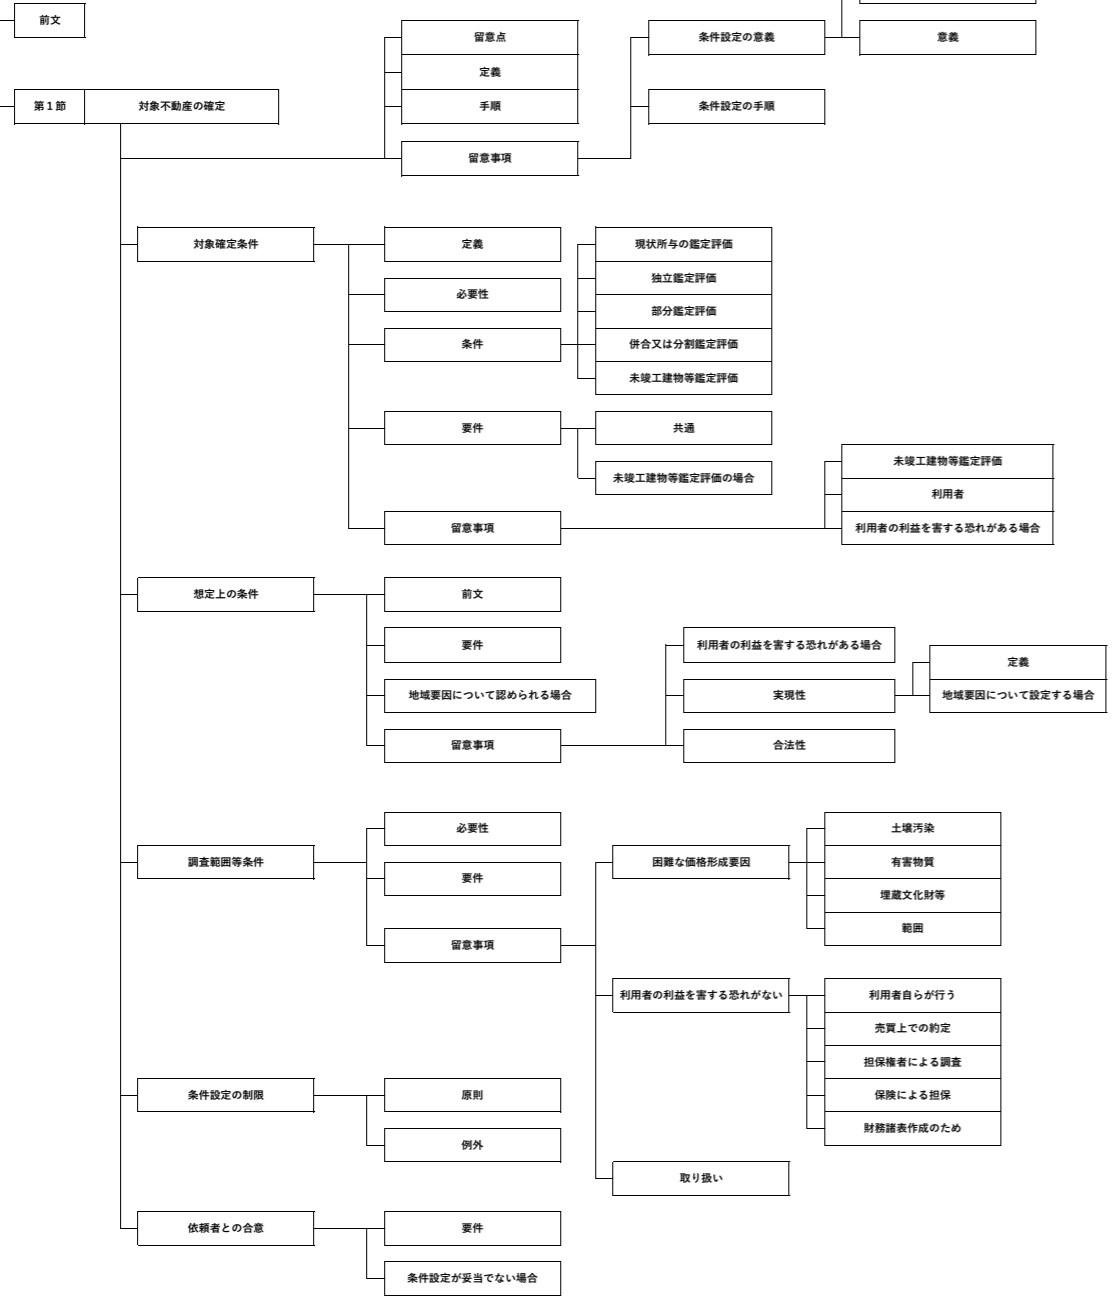 前文
留意点
条件設定の意義
意義
定義
第1節
対象不動産の確定
手順
条件設定の手順
留意事項
対象確定条件
定義
現状所与の鑑定評価
独立鑑定評価
必要性
部分鑑定評価
条件
併合又は分割鑑定評価
未竣工建物等鑑定評価
要件
共通
未竣工建物等鑑定評価の場合
未竣工建物等鑑定評価
利用者
留意事項
利用者の利益を害する恐れがある場合
想定上の条件
前文
要件
利用者の利益を害する恐れがある場合
定義
地域要因について認められる場合
実現性
地域要因について設定する場合
留意事項
合法性
必要性
土壌汚染
調査範囲等条件
困難な価格形成要因
有害物質
要件
埋蔵文化財等
範囲
留意事項
利用者の利益を害する恐れがない
利用者自らが行う
売買上での約定
担保権者による調査
条件設定の制限
原則
保険による担保
財務諸表作成のため
例外
取り扱い
依頼者との合意
要件
条件設定が妥当でない場合